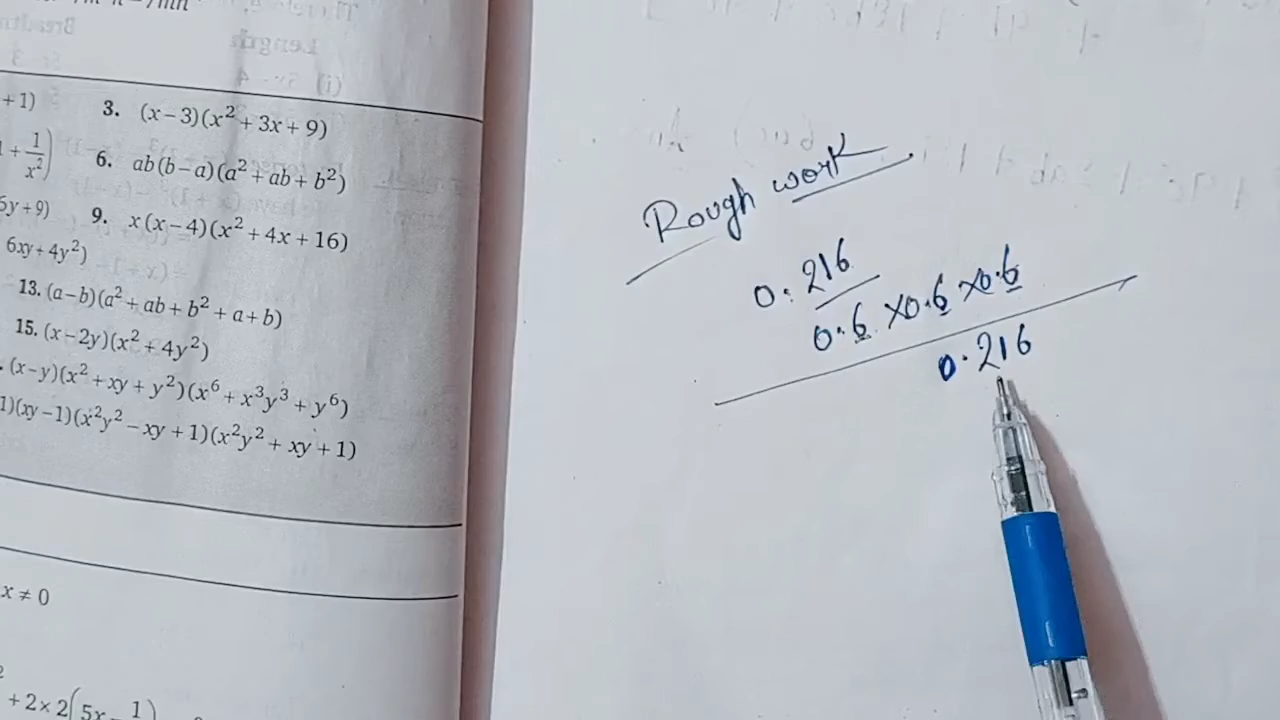 +1)
3. (x-3)(x² + 3x + 9)
+ 1/x²)
6. ab(b-a)(a² + ab + b²)
6y + 9)
9. x(x-4)(x² + 4x + 16)
6xy + 4y²)
13. (a-b)(a² + ab + b² + a + b)
15. (x-2y)(x² + 4y²)
(x-y)(x² + xy + y²)(x⁶ + x³y³ + y⁶)
1)(xy-1)(x²y² - xy + 1)(x²y² + xy + 1)
x ≠ 0
+ 2 × 2(5x - 1
Rough work
0.216
0.6 × 0.6 × 0.6
0.216